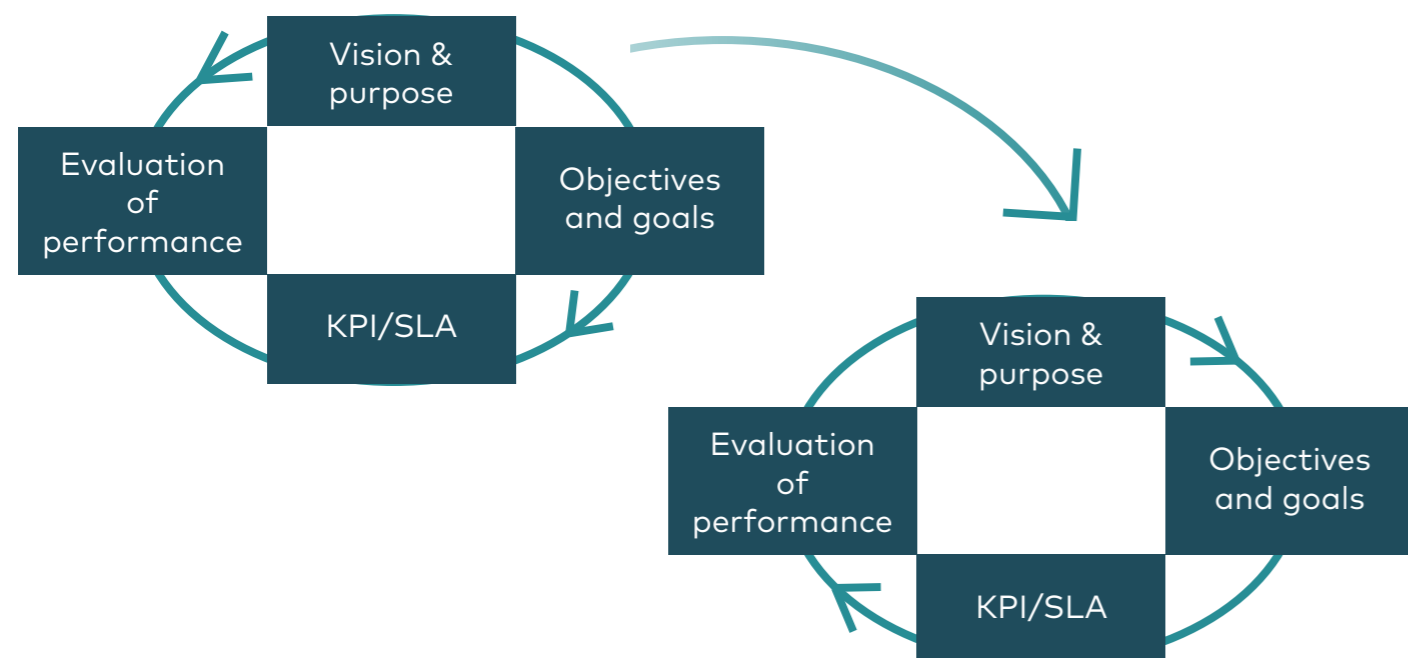 Vision &
purpose
Evaluation
of
performance
Objectives
and goals
KPI/SLA
Vision &
purpose
Evaluation
of
performance
Objectives
and goals
KPI/SLA